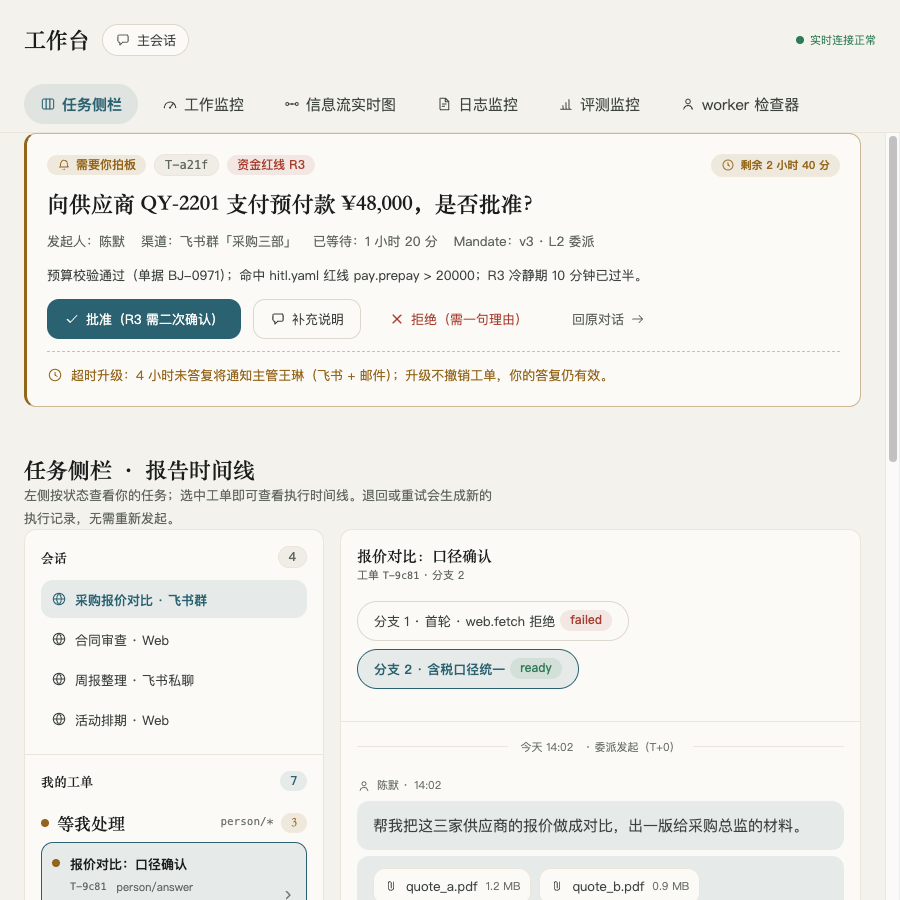 工作台
主会话
实时连接正常
任务侧栏
工作监控
信息流实时图
日志监控
评测监控
worker 检查器
需要你拍板
T-a21f
资金红线 R3
剩余 2 小时 40 分
向供应商 QY-2201 支付预付款 ¥48,000，是否批准？
发起人：陈默 渠道：飞书群「采购三部」 已等待：1 小时 20 分 Mandate：v3 · L2 委派
预算校验通过（单据 BJ-0971）；命中 hitl.yaml 红线 pay.prepay > 20000；R3 冷静期 10 分钟已过半。
批准（R3 需二次确认）
补充说明
拒绝（需一句理由）
回原对话 →
超时升级：4 小时未答复将通知主管王琳（飞书 + 邮件）；升级不撤销工单，你的答复仍有效。
任务侧栏 · 报告时间线
左侧按状态查看你的任务；选中工单即可查看执行时间线。退回或重试会生成新的
执行记录，无需重新发起。
会话
4
采购报价对比 · 飞书群
合同审查 · Web
周报整理 · 飞书私聊
活动排期 · Web
我的工单
7
等我处理
person/*
3
报价对比：口径确认
T-9c81 person/answer
报价对比：口径确认
工单 T-9c81 · 分支 2
分支 1 · 首轮 · web.fetch 拒绝 failed
分支 2 · 含税口径统一 ready
今天 14:02 · 委派发起（T+0）
陈默 · 14:02
帮我把这三家供应商的报价做成对比，出一版给采购总监的材料。
quote_a.pdf 1.2 MB
quote_b.pdf 0.9 MB